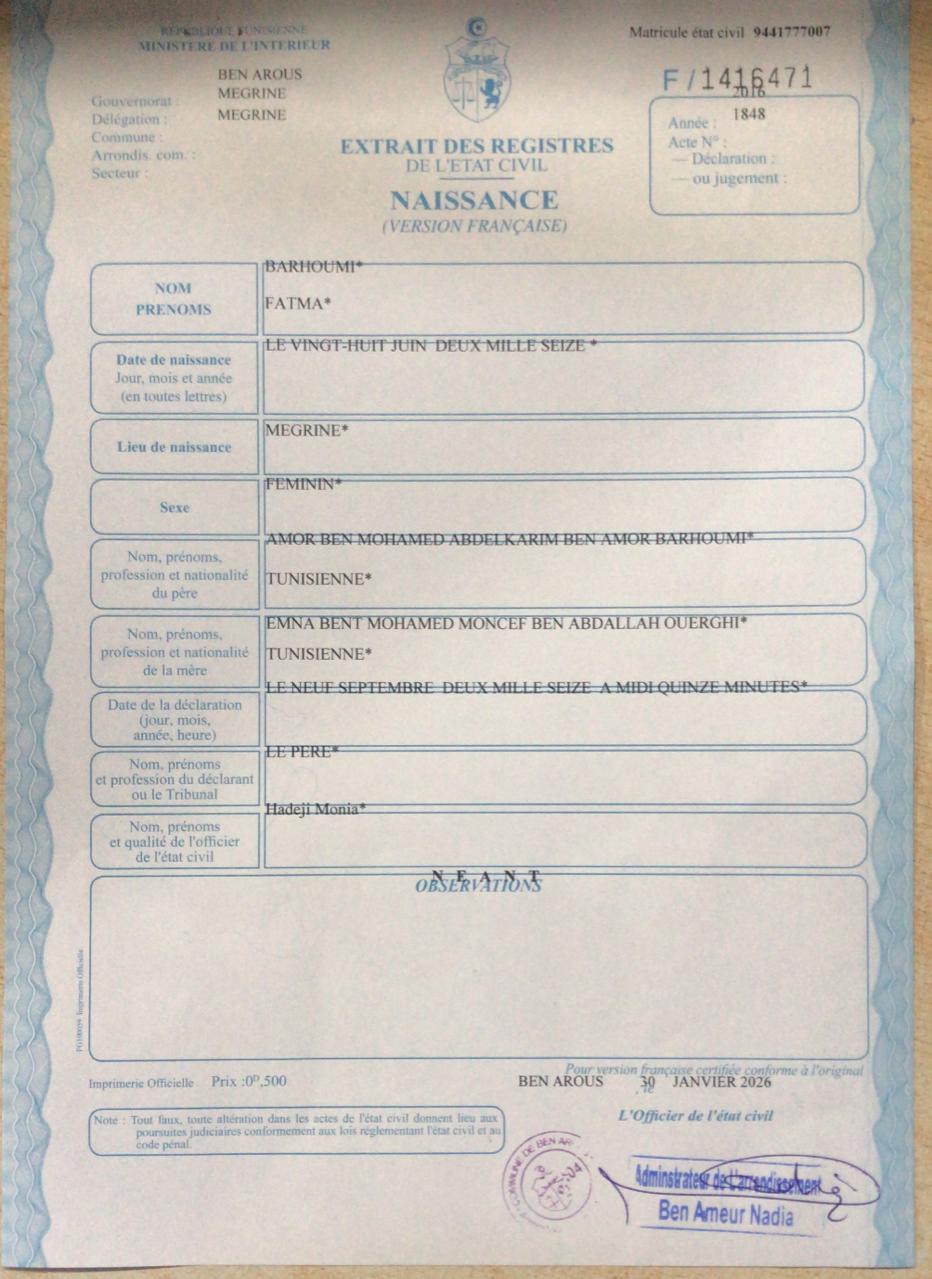 REPUBLIQUE TUNISIENNE
MINISTERE DE L'INTERIEUR
Matricule état civil 9441777007
F / 1416471
Gouvernorat : BEN AROUS
Délégation : MEGRINE
Commune : MEGRINE
Arrondis. com. :
Secteur :
2016
Année : 1848
Acte N° :
— Déclaration :
— ou jugement :
EXTRAIT DES REGISTRES
DE L'ETAT CIVIL
NAISSANCE
(VERSION FRANÇAISE)
NOM
PRENOMS
BARHOUMI*
FATMA*
Date de naissance
Jour, mois et année
(en toutes lettres)
LE VINGT-HUIT JUIN DEUX MILLE SEIZE *
Lieu de naissance
MEGRINE*
Sexe
FEMININ*
Nom, prénoms,
profession et nationalité
du père
AMOR BEN MOHAMED ABDELKARIM BEN AMOR BARHOUMI*
TUNISIENNE*
Nom, prénoms,
profession et nationalité
de la mère
EMNA BENT MOHAMED MONCEF BEN ABDALLAH OUERGHI*
TUNISIENNE*
Date de la déclaration
(jour, mois,
année, heure)
LE NEUF SEPTEMBRE DEUX MILLE SEIZE A MIDI QUINZE MINUTES*
Nom, prénoms
et profession du déclarant
ou le Tribunal
LE PERE*
Nom, prénoms
et qualité de l'officier
de l'état civil
Hadeji Monia*
N E A N T
OBSERVATIONS
Imprimerie Officielle Prix :0ᴰ,500
Pour version française certifiée conforme à l'original
BEN AROUS 30 JANVIER 2026
, le
Note : Tout faux, toute altération dans les actes de l'état civil donnent lieu aux
poursuites judiciaires conformement aux lois réglementant l'état civil et au
code pénal.
L'Officier de l'état civil
COMMUNE DE BEN AR
Adminstrateur de L'arrendissement
Ben Ameur Nadia